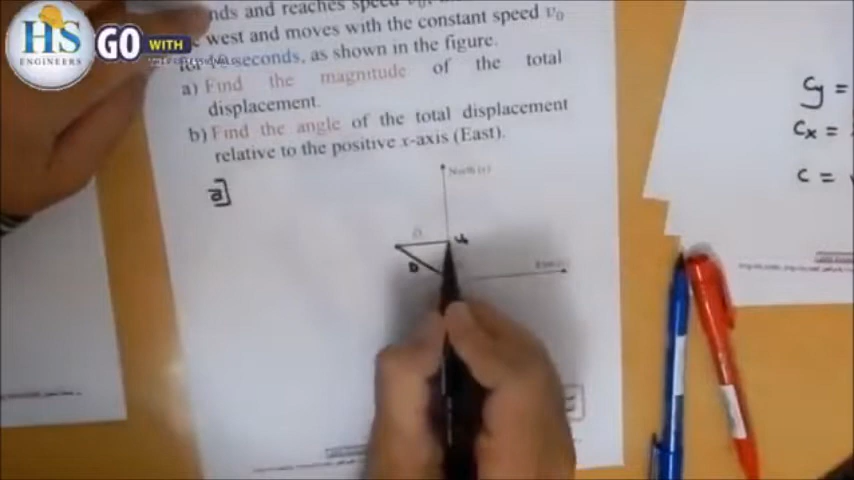 HS
ENGINEERS
GO WITH
nds and reaches speed
west and moves with the constant speed v₀
seconds, as shown in the figure.
a) Find the magnitude of the total
displacement.
b) Find the angle of the total displacement
relative to the positive x-axis (East).
a]
North
D
Cy =
Cx =
C =